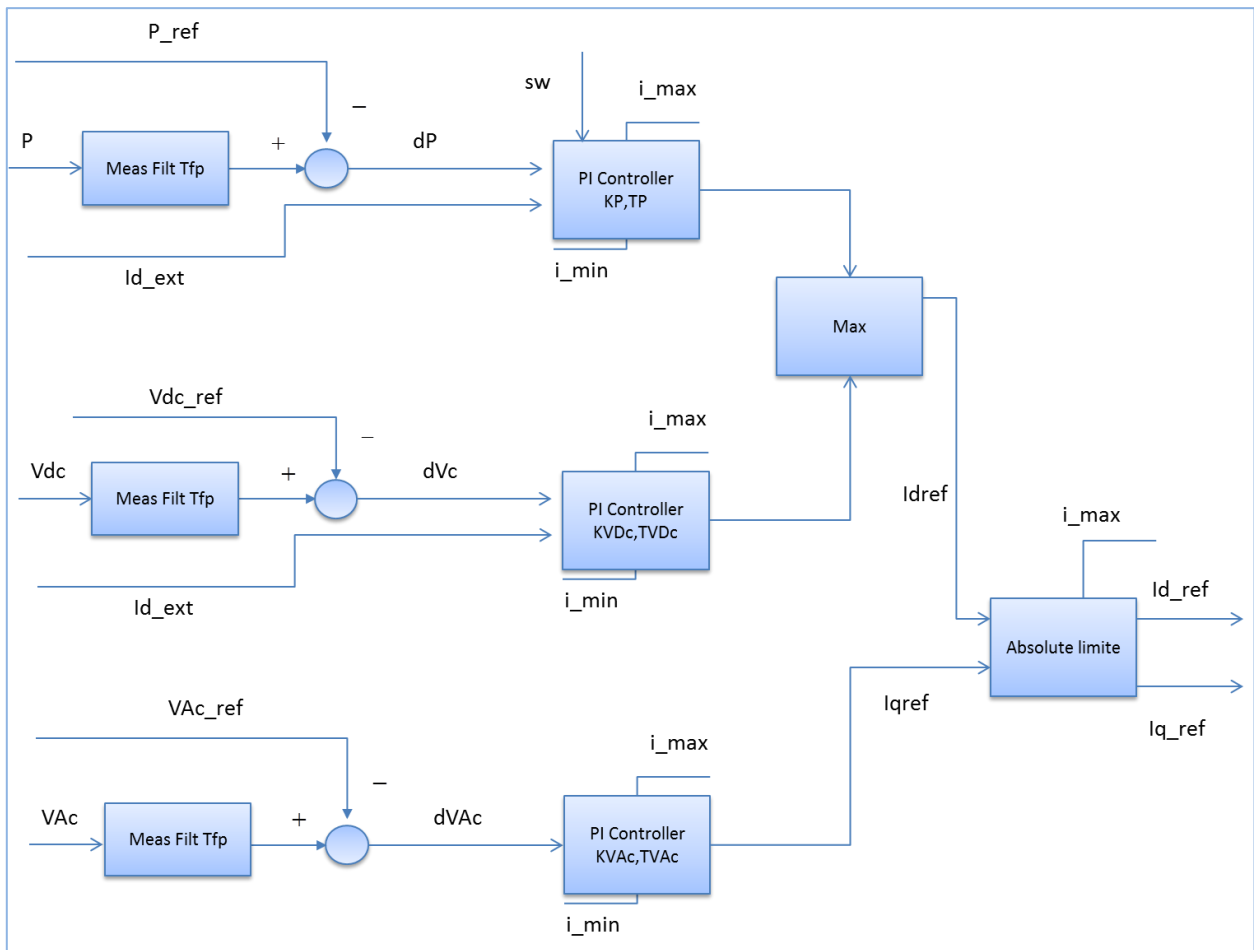 P_ref
sw
i_max
−
P
Meas Filt Tfp
+
dP
PI Controller
KP,TP
Id_ext
i_min
Max
Vdc_ref
−
i_max
Vdc
Meas Filt Tfp
+
dVc
PI Controller
KVDc,TVDc
Idref
i_max
Id_ext
i_min
Id_ref
Absolute limite
VAc_ref
Iqref
Iq_ref
−
i_max
VAc
Meas Filt Tfp
+
dVAc
PI Controller
KVAc,TVAc
i_min